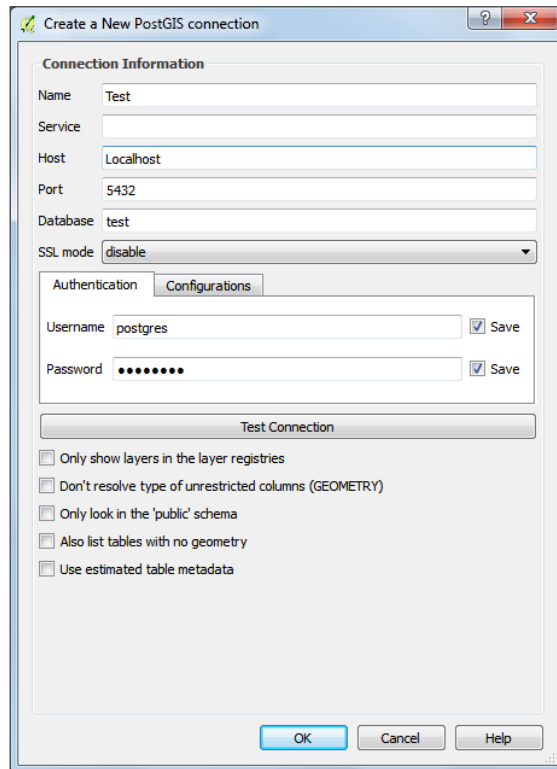 Create a New PostGIS connection
Connection Information
Name Test
Service
Host Localhost
Port 5432
Database test
SSL mode disable
Authentication Configurations
Username postgres Save
Password ●●●●●●●● Save
Test Connection
Only show layers in the layer registries
Don't resolve type of unrestricted columns (GEOMETRY)
Only look in the 'public' schema
Also list tables with no geometry
Use estimated table metadata
OK Cancel Help